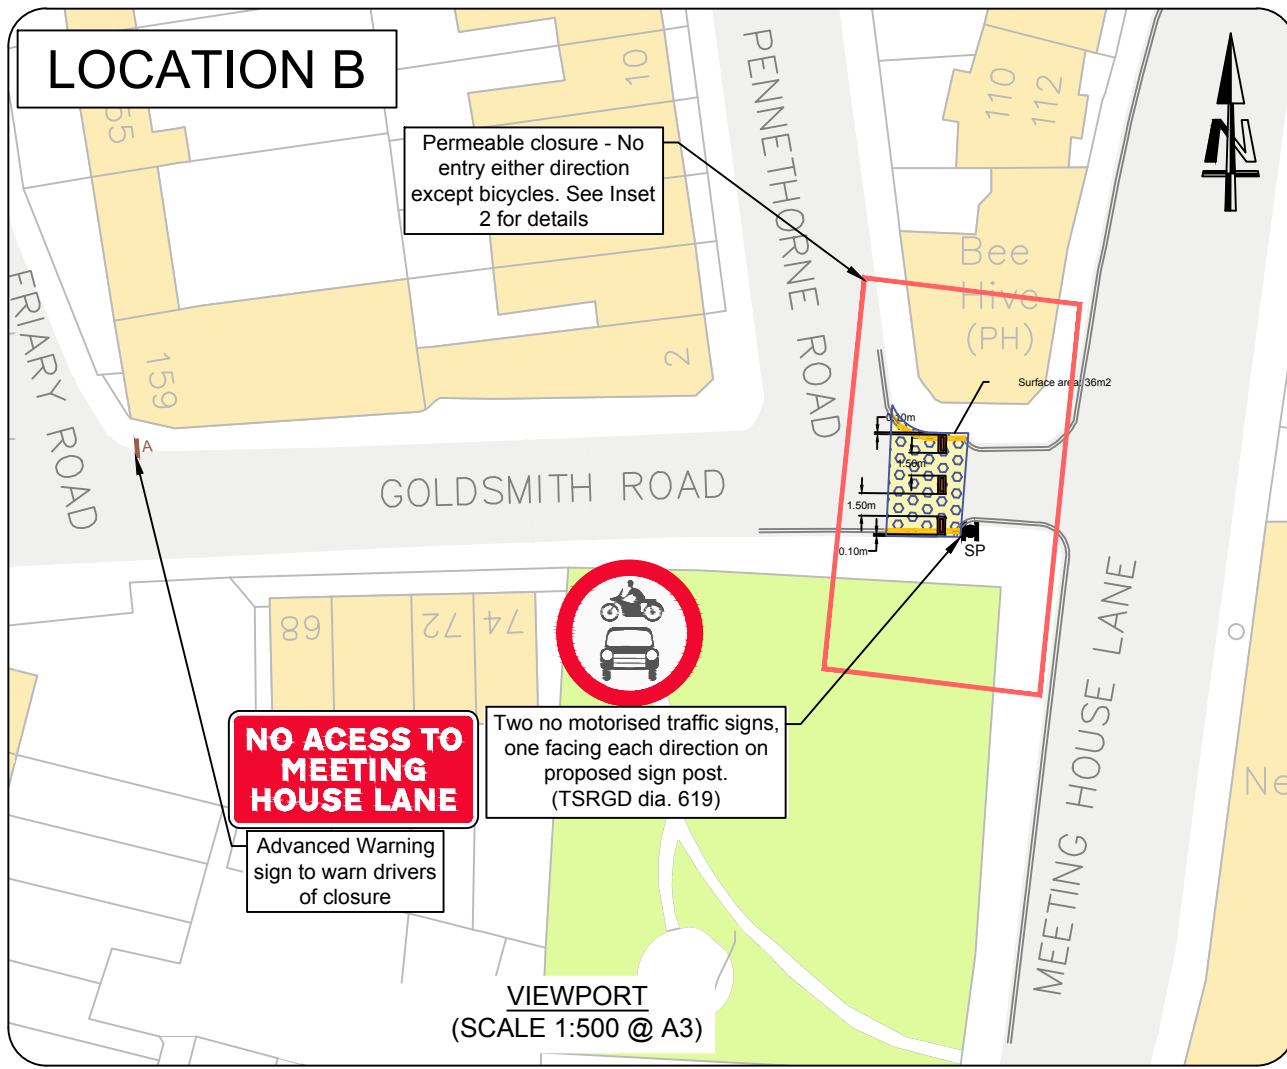 LOCATION B
55
10
110
112
PENNETHORNE ROAD
N
Permeable closure - No
entry either direction
except bicycles. See Inset
2 for details
Bee
Hive
(PH)
FRIARY ROAD
159
2
Surface area: 36m2
A
0.10m
1.50m
1.50m
0.10m
SP
GOLDSMITH ROAD
68
72
74
MEETING HOUSE LANE
NO ACESS TO
MEETING
HOUSE LANE
Two no motorised traffic signs,
one facing each direction on
proposed sign post.
(TSRGD dia. 619)
Advanced Warning
sign to warn drivers
of closure
Ne
VIEWPORT
(SCALE 1:500 @ A3)